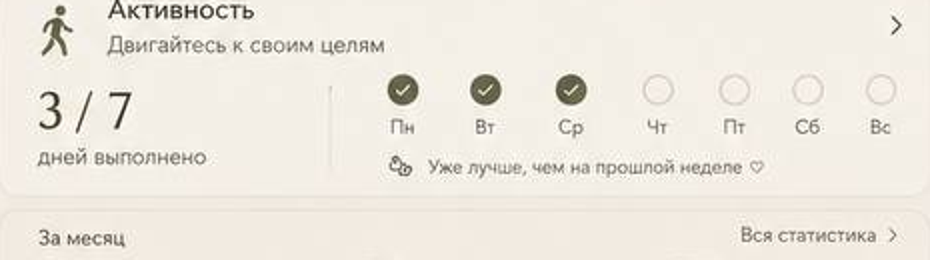 Активность
Двигайтесь к своим целям
3 / 7
дней выполнено
Пн Вт Ср Чт Пт Сб Вс
Уже лучше, чем на прошлой неделе ♡
За месяц
Вся статистика >